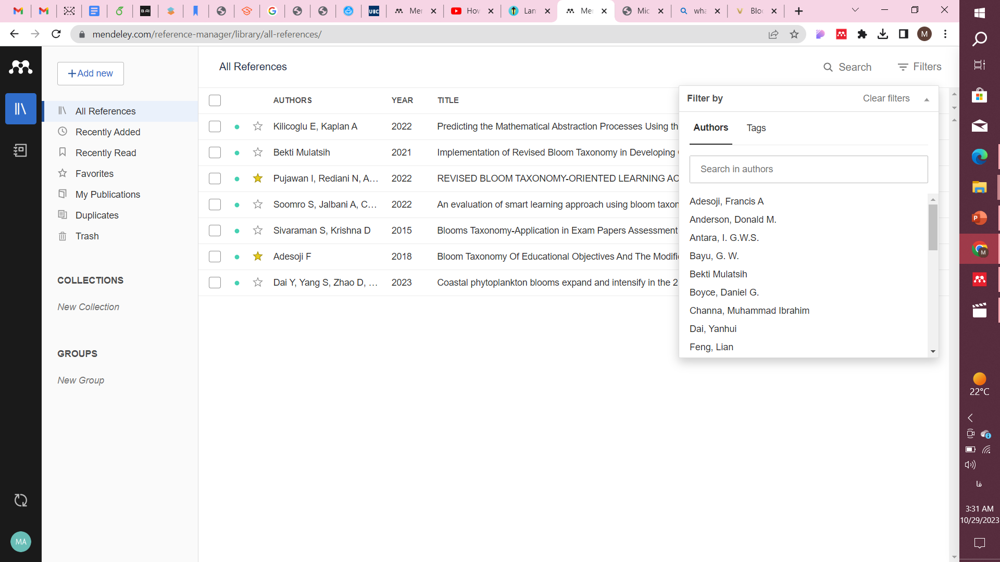 UBC
Mer
How
Lan
Mer
Mic
wha
Bloo
mendeley.com/reference-manager/library/all-references/
M
+Add new
All References
Recently Added
Recently Read
Favorites
My Publications
Duplicates
Trash
COLLECTIONS
New Collection
GROUPS
New Group
MA
All References
Search
Filters
AUTHORS YEAR TITLE
Kilicoglu E, Kaplan A 2022 Predicting the Mathematical Abstraction Processes Using th
Bekti Mulatsih 2021 Implementation of Revised Bloom Taxonomy in Developing
Pujawan I, Rediani N, A... 2022 REVISED BLOOM TAXONOMY-ORIENTED LEARNING AC
Soomro S, Jalbani A, C... 2022 An evaluation of smart learning approach using bloom taxon
Sivaraman S, Krishna D 2015 Blooms Taxonomy-Application in Exam Papers Assessment
Adesoji F 2018 Bloom Taxonomy Of Educational Objectives And The Modifi
Dai Y, Yang S, Zhao D, ... 2023 Coastal phytoplankton blooms expand and intensify in the 2
Filter by
Clear filters
Authors
Tags
Search in authors
Adesoji, Francis A
Anderson, Donald M.
Antara, I. G.W.S.
Bayu, G. W.
Bekti Mulatsih
Boyce, Daniel G.
Channa, Muhammad Ibrahim
Dai, Yanhui
Feng, Lian
P
M
22°C
فا
3:31 AM
10/29/2023